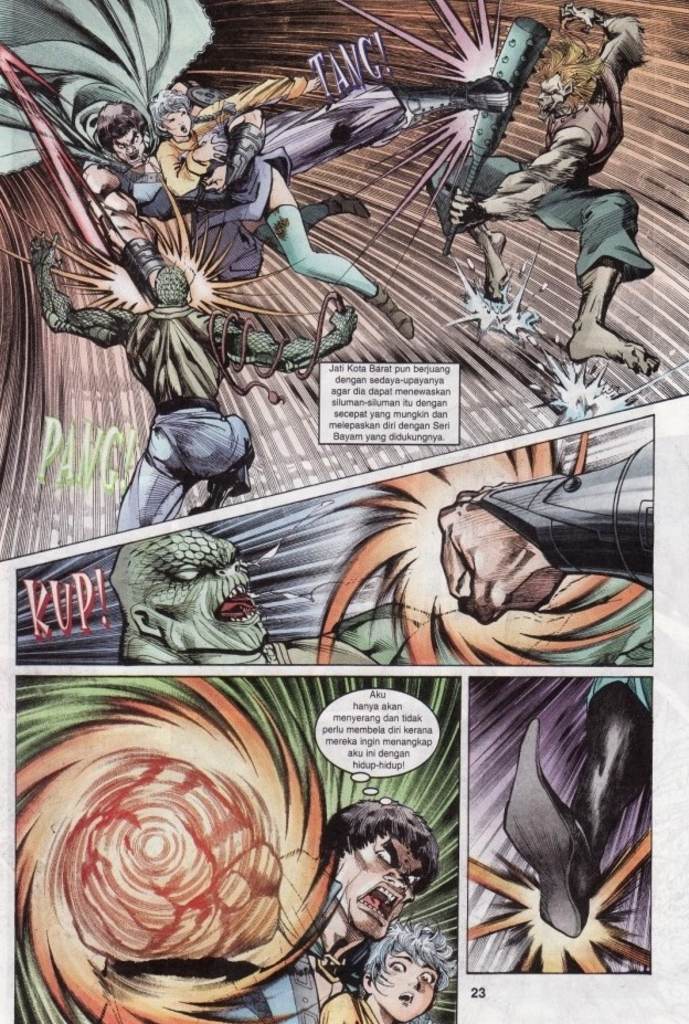 TANG!
Jati Kota Barat pun berjuang
dengan sedaya-upayanya
agar dia dapat menewaskan
siluman-siluman itu dengan
secepat yang mungkin dan
melepaskan diri dengan Seri
Bayam yang didukungnya.
PANG!
KUP!
Aku
hanya akan
menyerang dan tidak
perlu membela diri kerana
mereka ingin menangkap
aku ini dengan
hidup-hidup!
23